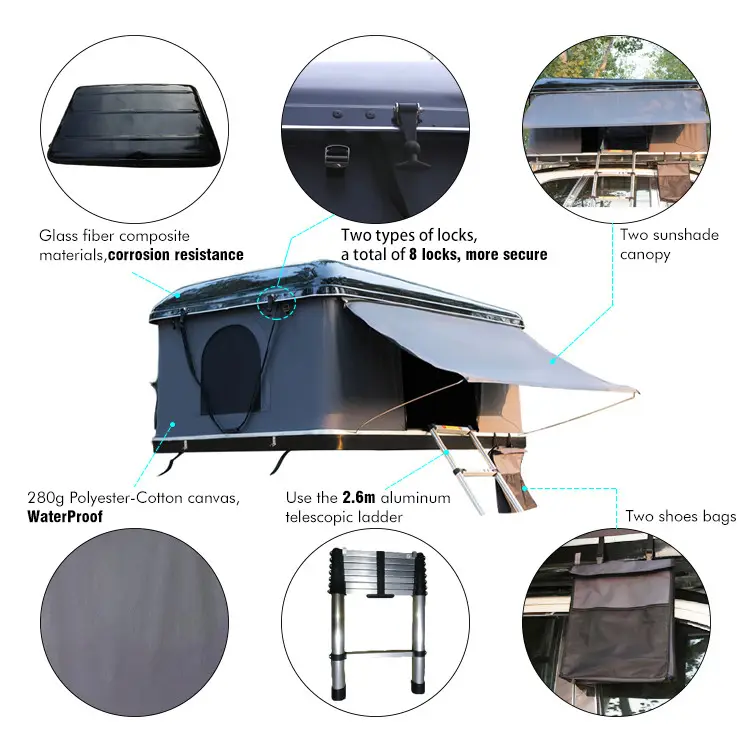 Glass fiber composite
materials,corrosion resistance
Two types of locks,
a total of 8 locks, more secure
Two sunshade
canopy
280g Polyester-Cotton canvas,
WaterProof
Use the 2.6m aluminum
telescopic ladder
Two shoes bags